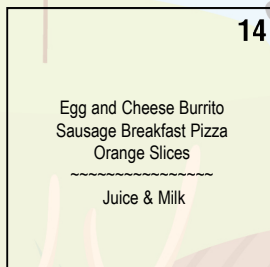 14
Egg and Cheese Burrito
Sausage Breakfast Pizza
Orange Slices
~~~~~~~~~~~~~~~~
Juice & Milk